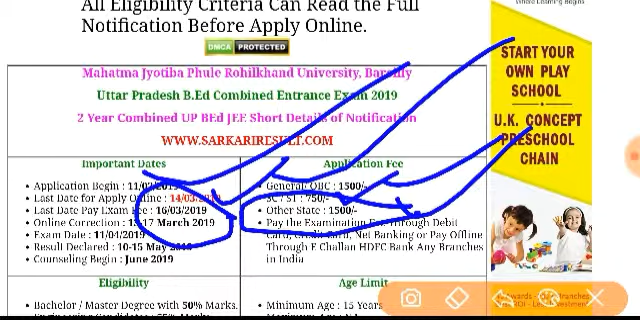 Where Learning Begins
All Eligibility Criteria Can Read the Full
Notification Before Apply Online.
DMCA PROTECTED
Mahatma Jyotiba Phule Rohilkhand University, Bareilly
Uttar Pradesh B.Ed Combined Entrance Exam 2019
2 Year Combined UP BEd JEE Short Details of Notification
WWW.SARKARIRESULT.COM
Important Dates
Application Begin : 11/02/2019
Last Date for Apply Online : 14/03/2019
Last Date Pay Exam Fee : 16/03/2019
Online Correction : 17 March 2019
Exam Date : 11/04/2019
Result Declared : 10-15 May
Counseling Begin : June 2019
Application Fee
General/ OBC : 1500/-
SC / ST : 750/-
Other State : 1500/-
Pay the Examination Fee Through Debit
Card, Credit Card, Net Banking or Pay Offline
Through E Challan HDFC Bank Any Branches
in India
Eligibility
Bachelor / Master Degree with 50% Marks.
Age Limit
Minimum Age : 15 Years
START YOUR
OWN PLAY
SCHOOL
U.K. CONCEPT
PRESCHOOL
CHAIN